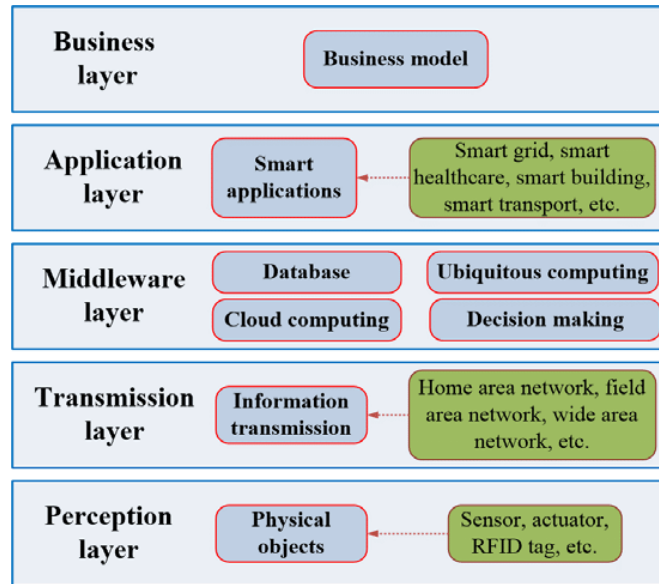 Business
layer
Business model
Application
layer
Smart
applications
Smart grid, smart
healthcare, smart building,
smart transport, etc.
Middleware
layer
Database
Ubiquitous computing
Cloud computing
Decision making
Transmission
layer
Information
transmission
Home area network, field
area network, wide area
network, etc.
Perception
layer
Physical
objects
Sensor, actuator,
RFID tag, etc.